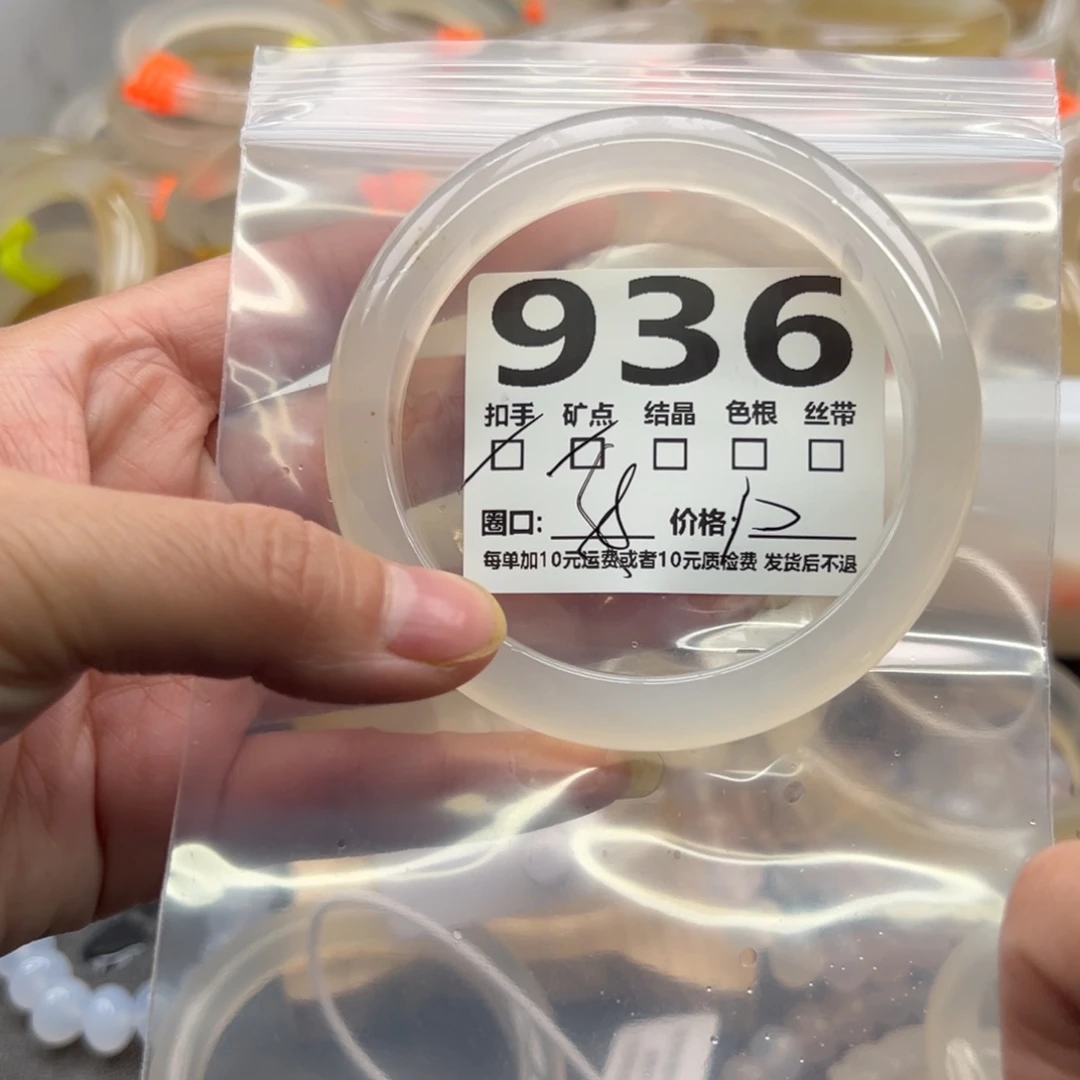 936
扣手 矿点 结晶 色根 丝带
圈口: 价格:
每单加10元运费或者10元质检费 发货后不退